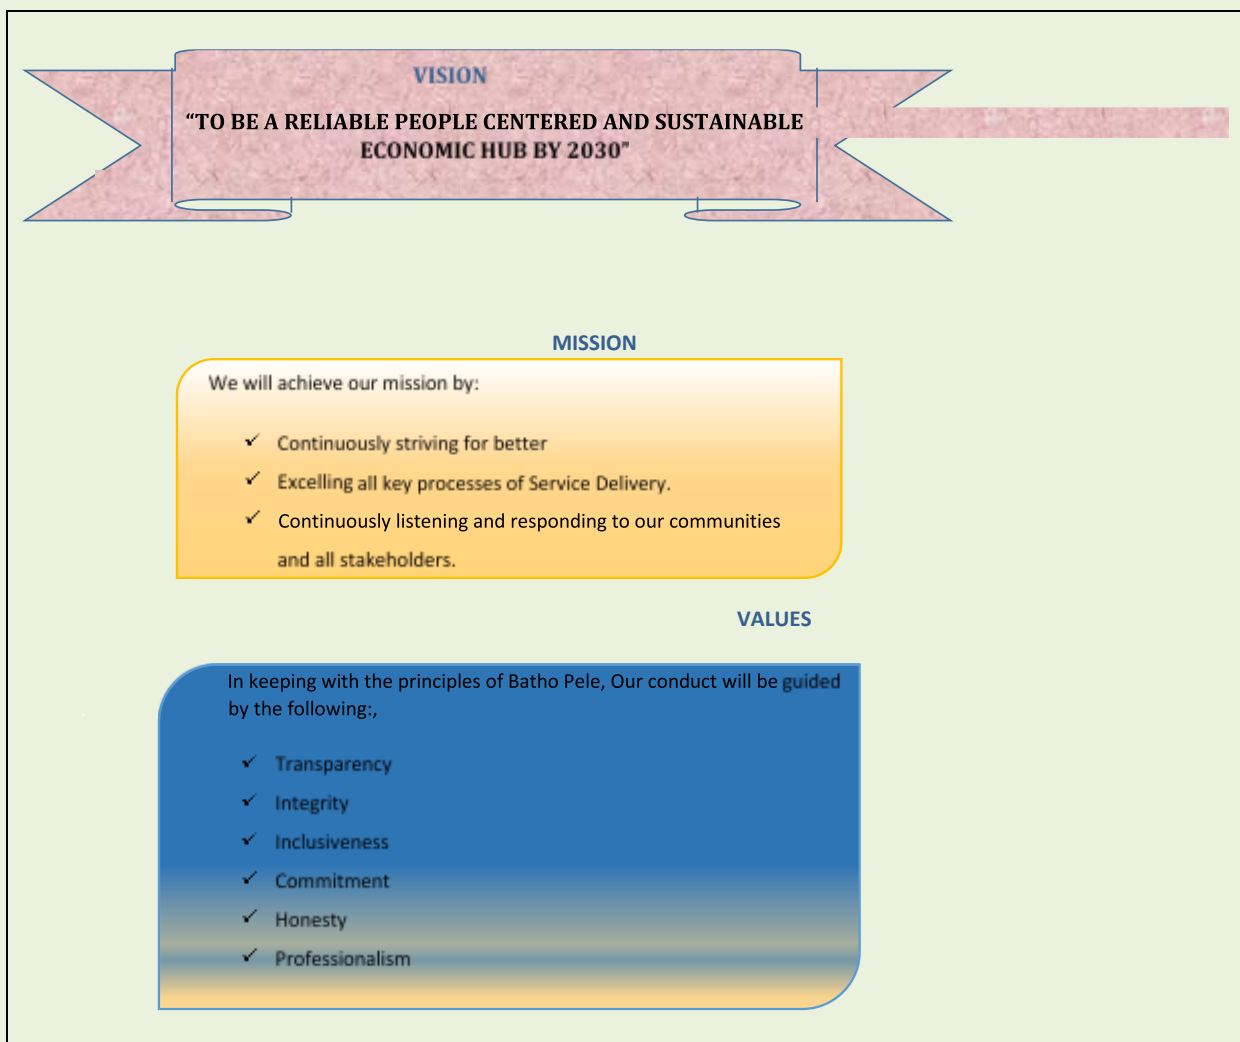 VISION
“TO BE A RELIABLE PEOPLE CENTERED AND SUSTAINABLE
ECONOMIC HUB BY 2030”
MISSION
We will achieve our mission by:
✓ Continuously striving for better
✓ Excelling all key processes of Service Delivery.
✓ Continuously listening and responding to our communities
and all stakeholders.
VALUES
In keeping with the principles of Batho Pele, Our conduct will be guided
by the following:,
✓ Transparency
✓ Integrity
✓ Inclusiveness
✓ Commitment
✓ Honesty
✓ Professionalism